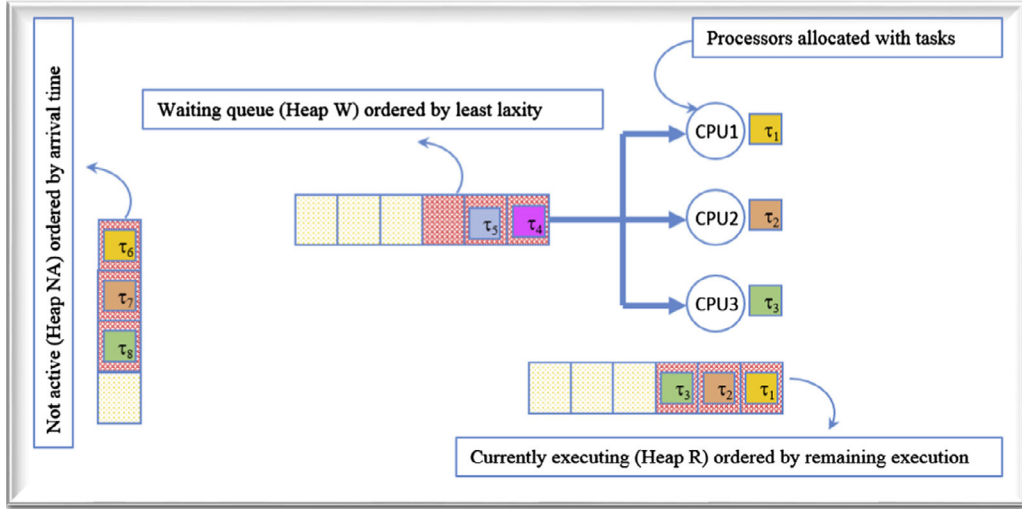 Not active (Heap NA) ordered by arrival time
Processors allocated with tasks
Waiting queue (Heap W) ordered by least laxity
CPU1 τ1
τ5 τ4
CPU2 τ2
τ6
τ7
τ8
CPU3 τ3
τ3 τ2 τ1
Currently executing (Heap R) ordered by remaining execution